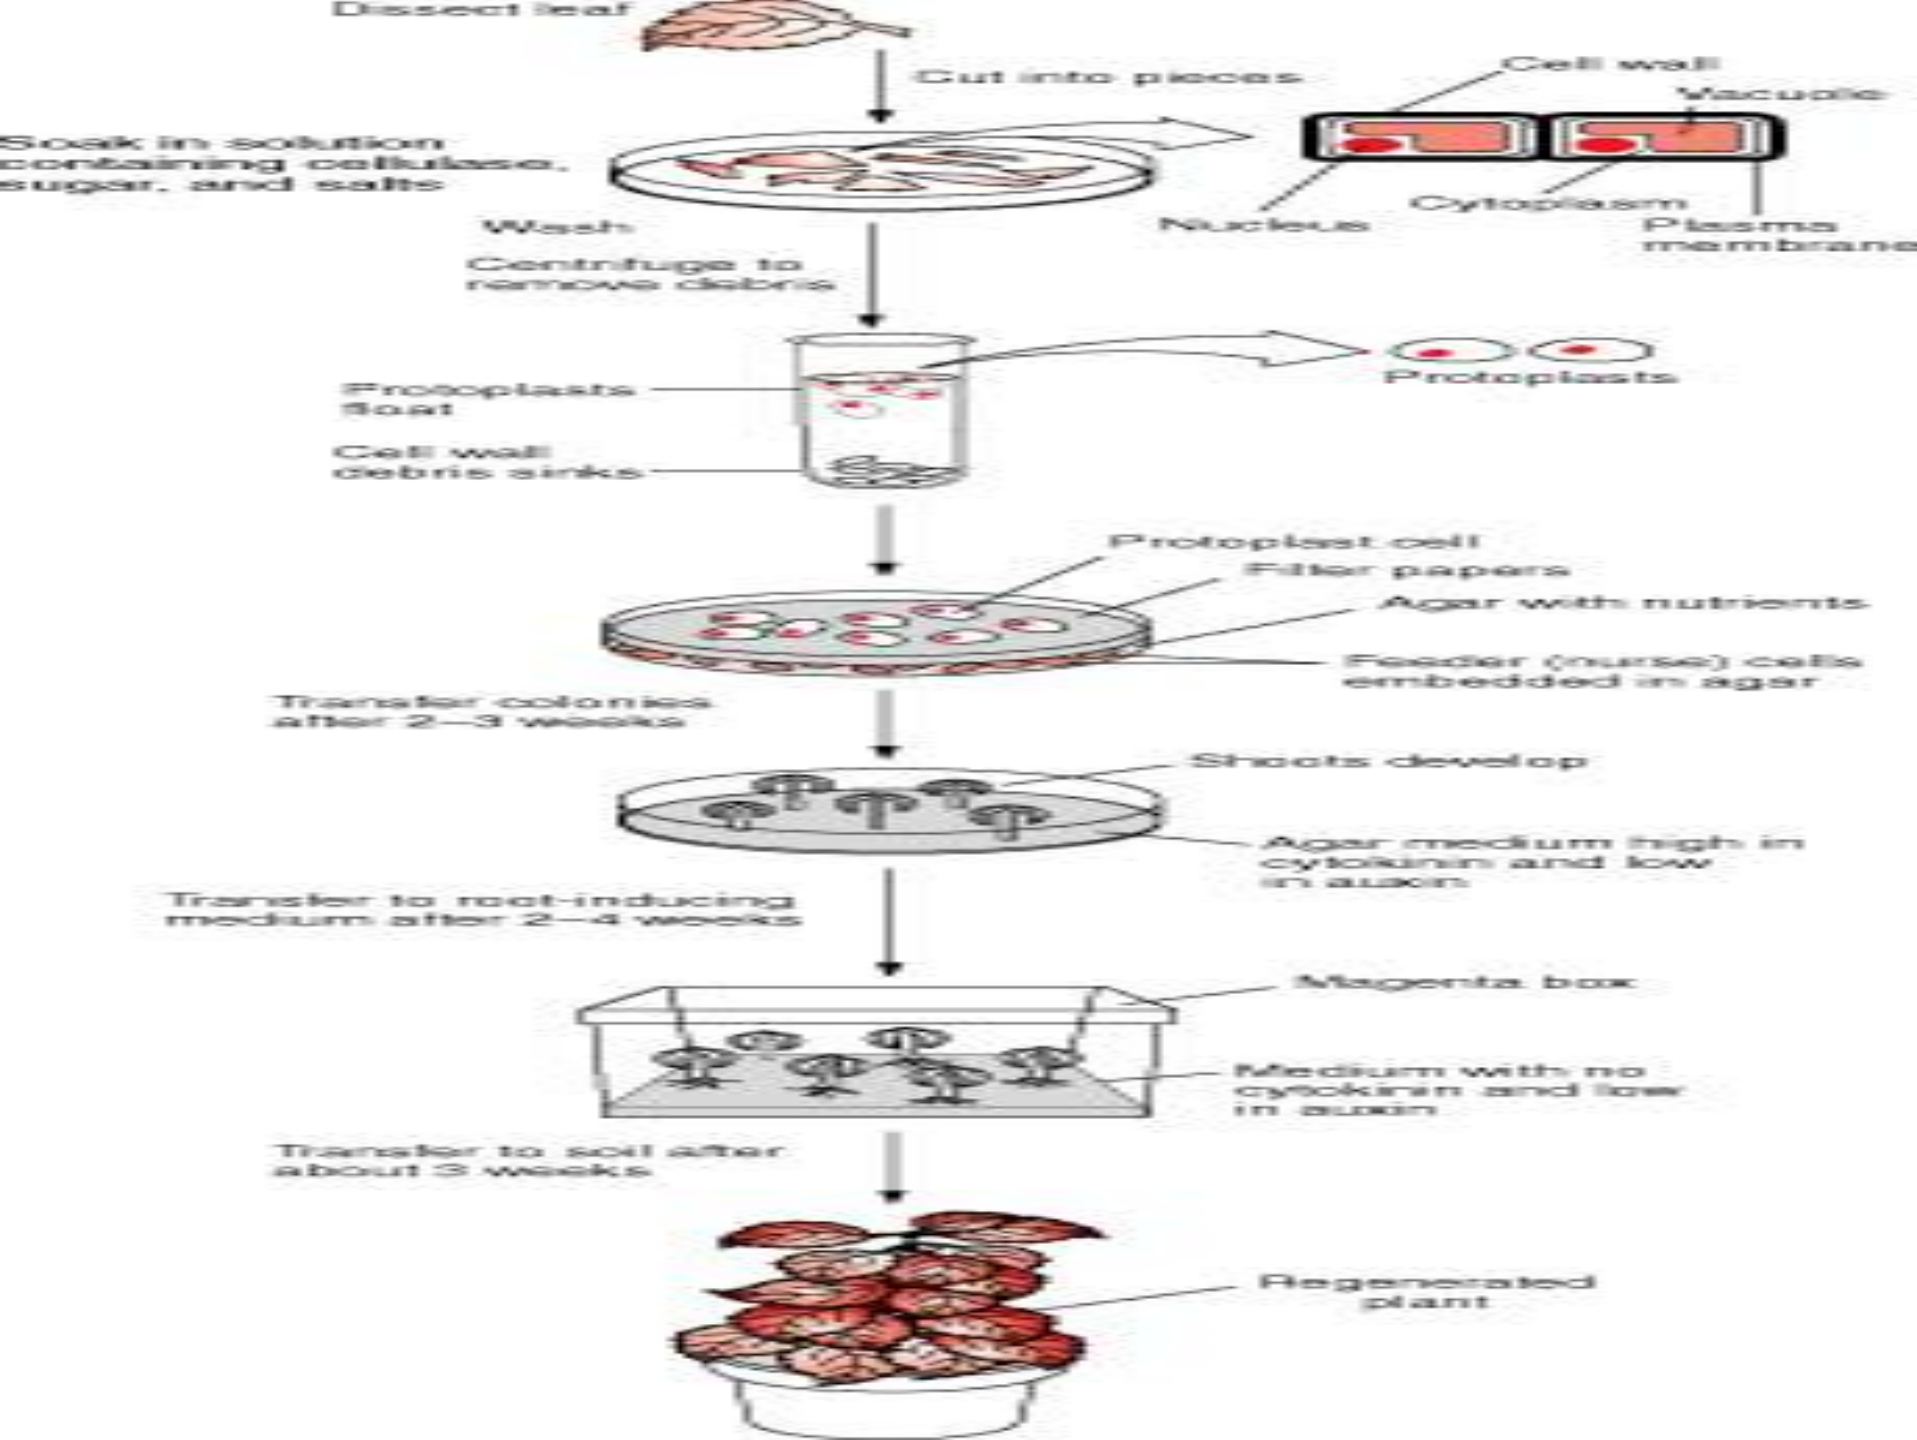 Dissect leaf
Cut into pieces
Cell wall
Vacuole
Soak in solution
containing cellulase,
sugar, and salts
Nucleus
Cytoplasm
Plasma
membrane
Wash
Centrifuge to
remove debris
Protoplasts
float
Protoplasts
Cell wall
debris sinks
Protoplast cell
Filter papers
Agar with nutrients
Feeder (nurse) cells
embedded in agar
Transfer colonies
after 2–3 weeks
Shoots develop
Agar medium high in
cytokinin and low
in auxin
Transfer to root-inducing
medium after 2–4 weeks
Magenta box
Medium with no
cytokinin and low
in auxin
Transfer to soil after
about 3 weeks
Regenerated
plant